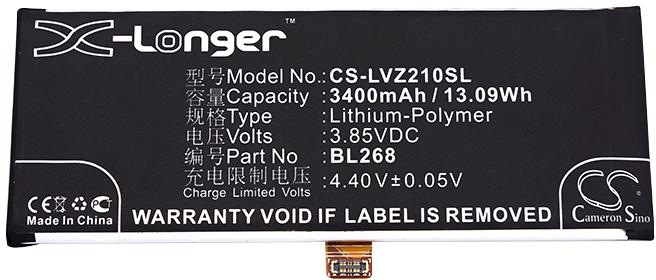 X-Longer™
型号Model No.: CS-LVZ210SL
容量Capacity: 3400mAh / 13.09Wh
规格Type: Lithium-Polymer
电压Volts: 3.85VDC
编号Part No: BL268
充电限制电压
Charge Limited Volts: 4.40V±0.05V
CE FC
Made In China
WARRANTY VOID IF LABEL IS REMOVED
CS
Cameron Sino